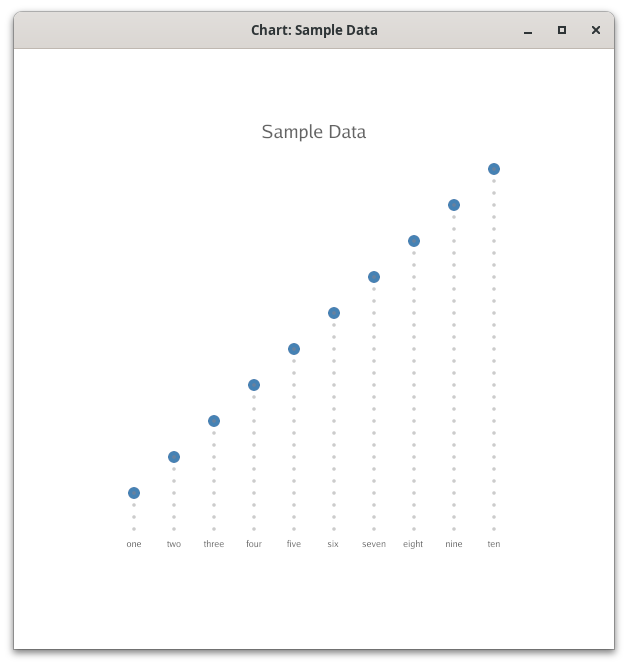 Chart: Sample Data
Sample Data
one two three four five six seven eight nine ten